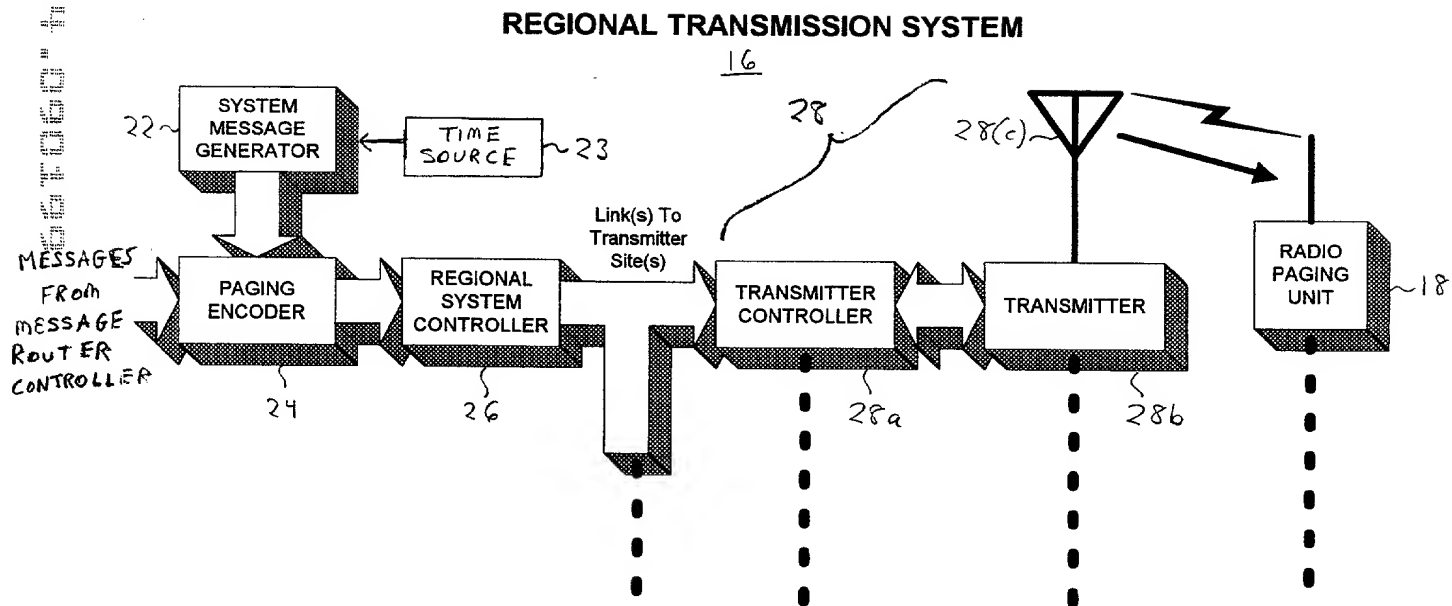 REGIONAL TRANSMISSION SYSTEM
16
SYSTEM
MESSAGE
GENERATOR
22
TIME
SOURCE
23
28
28(c)
Link(s) To
Transmitter
Site(s)
MESSAGES
FROM
MESSAGE
ROUTER
CONTROLLER
PAGING
ENCODER
24
REGIONAL
SYSTEM
CONTROLLER
26
TRANSMITTER
CONTROLLER
28a
TRANSMITTER
28b
RADIO
PAGING
UNIT
18